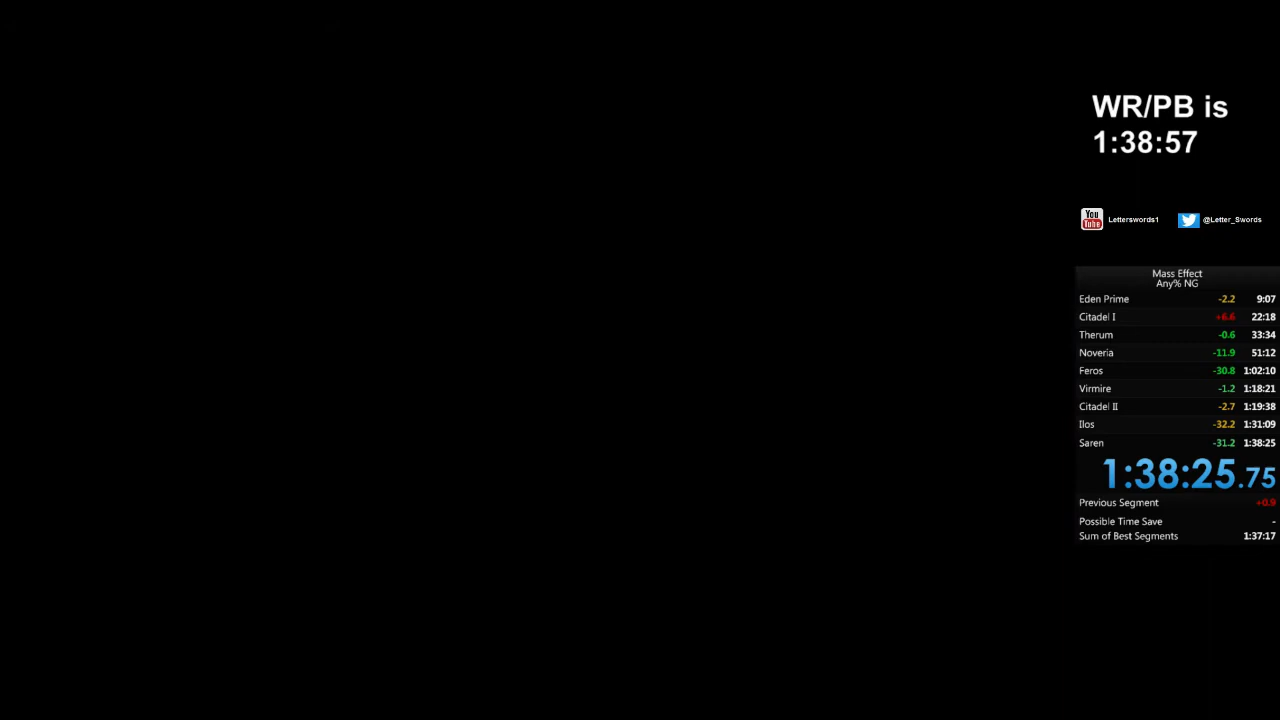 WR/PB is
1:38:57
You Tube Letterswords1 @Letter_Swords
Mass Effect
Any% NG
Eden Prime -2.2 9:07
Citadel I +6.6 22:18
Therum -0.6 33:34
Noveria -11.9 51:12
Feros -30.8 1:02:10
Virmire -1.2 1:18:21
Citadel II -2.7 1:19:38
Ilos -32.2 1:31:09
Saren -31.2 1:38:25
1:38:25.75
Previous Segment +0.9
Possible Time Save -
Sum of Best Segments 1:37:17